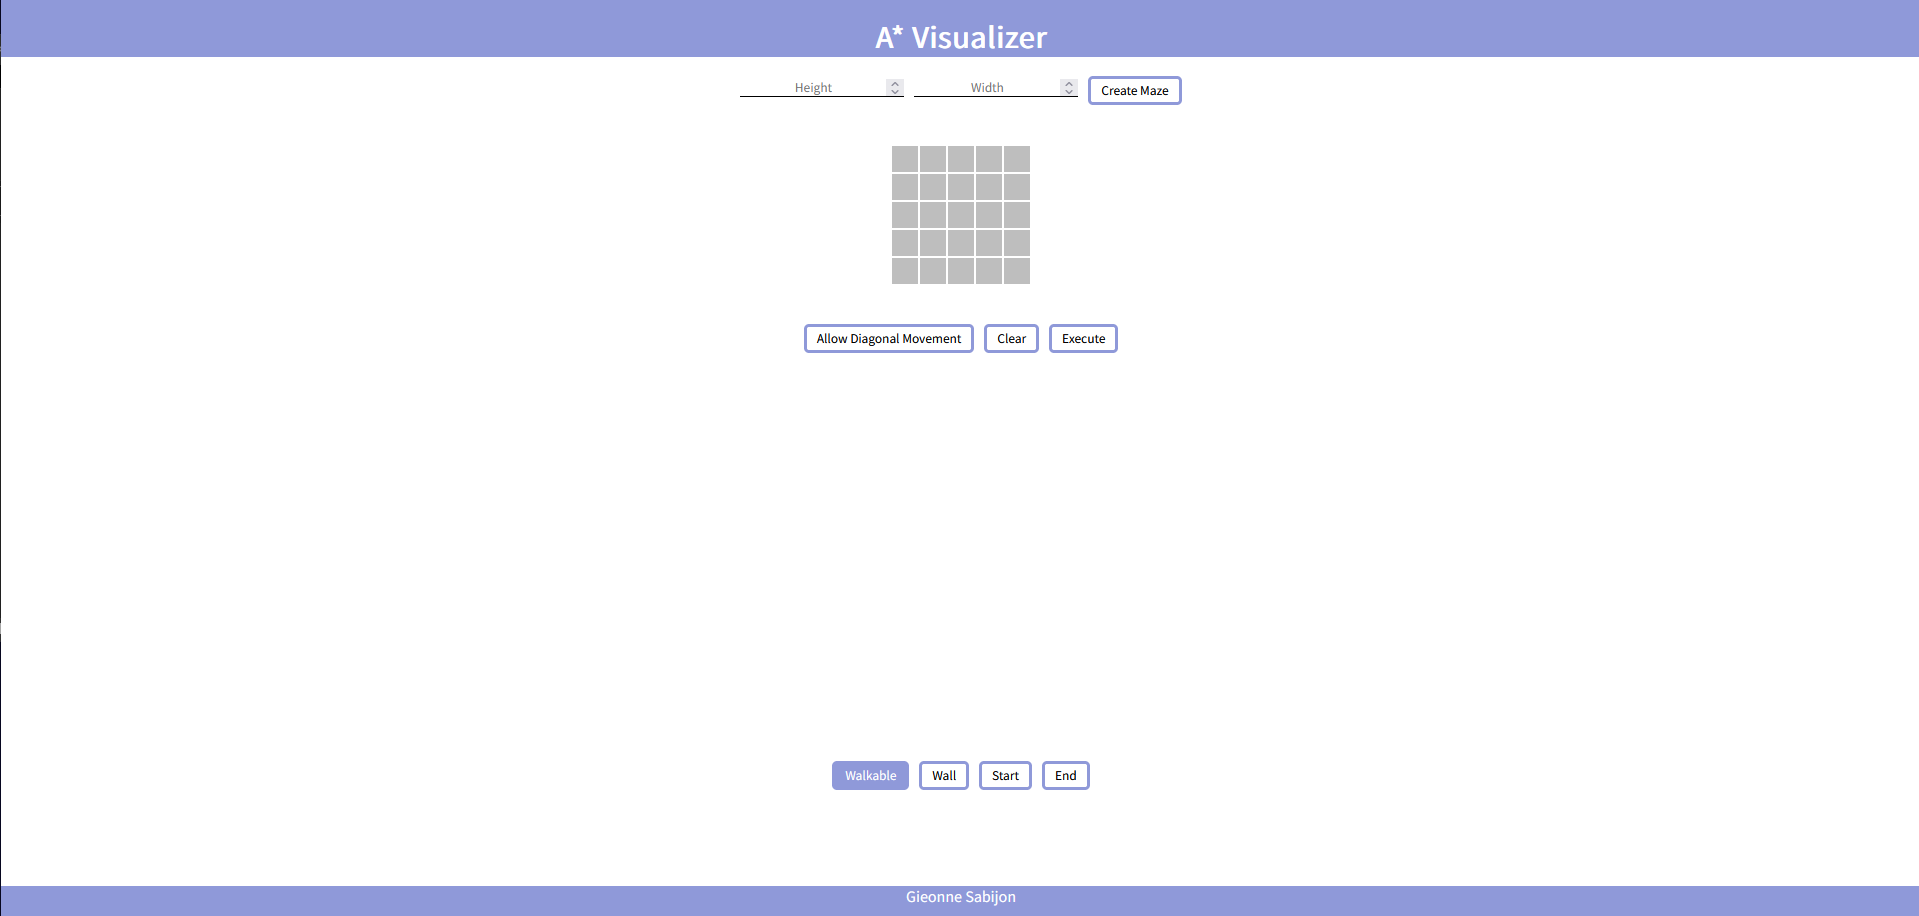 A* Visualizer
Height Width Create Maze
Allow Diagonal Movement Clear Execute
Walkable Wall Start End
Gieonne Sabijon